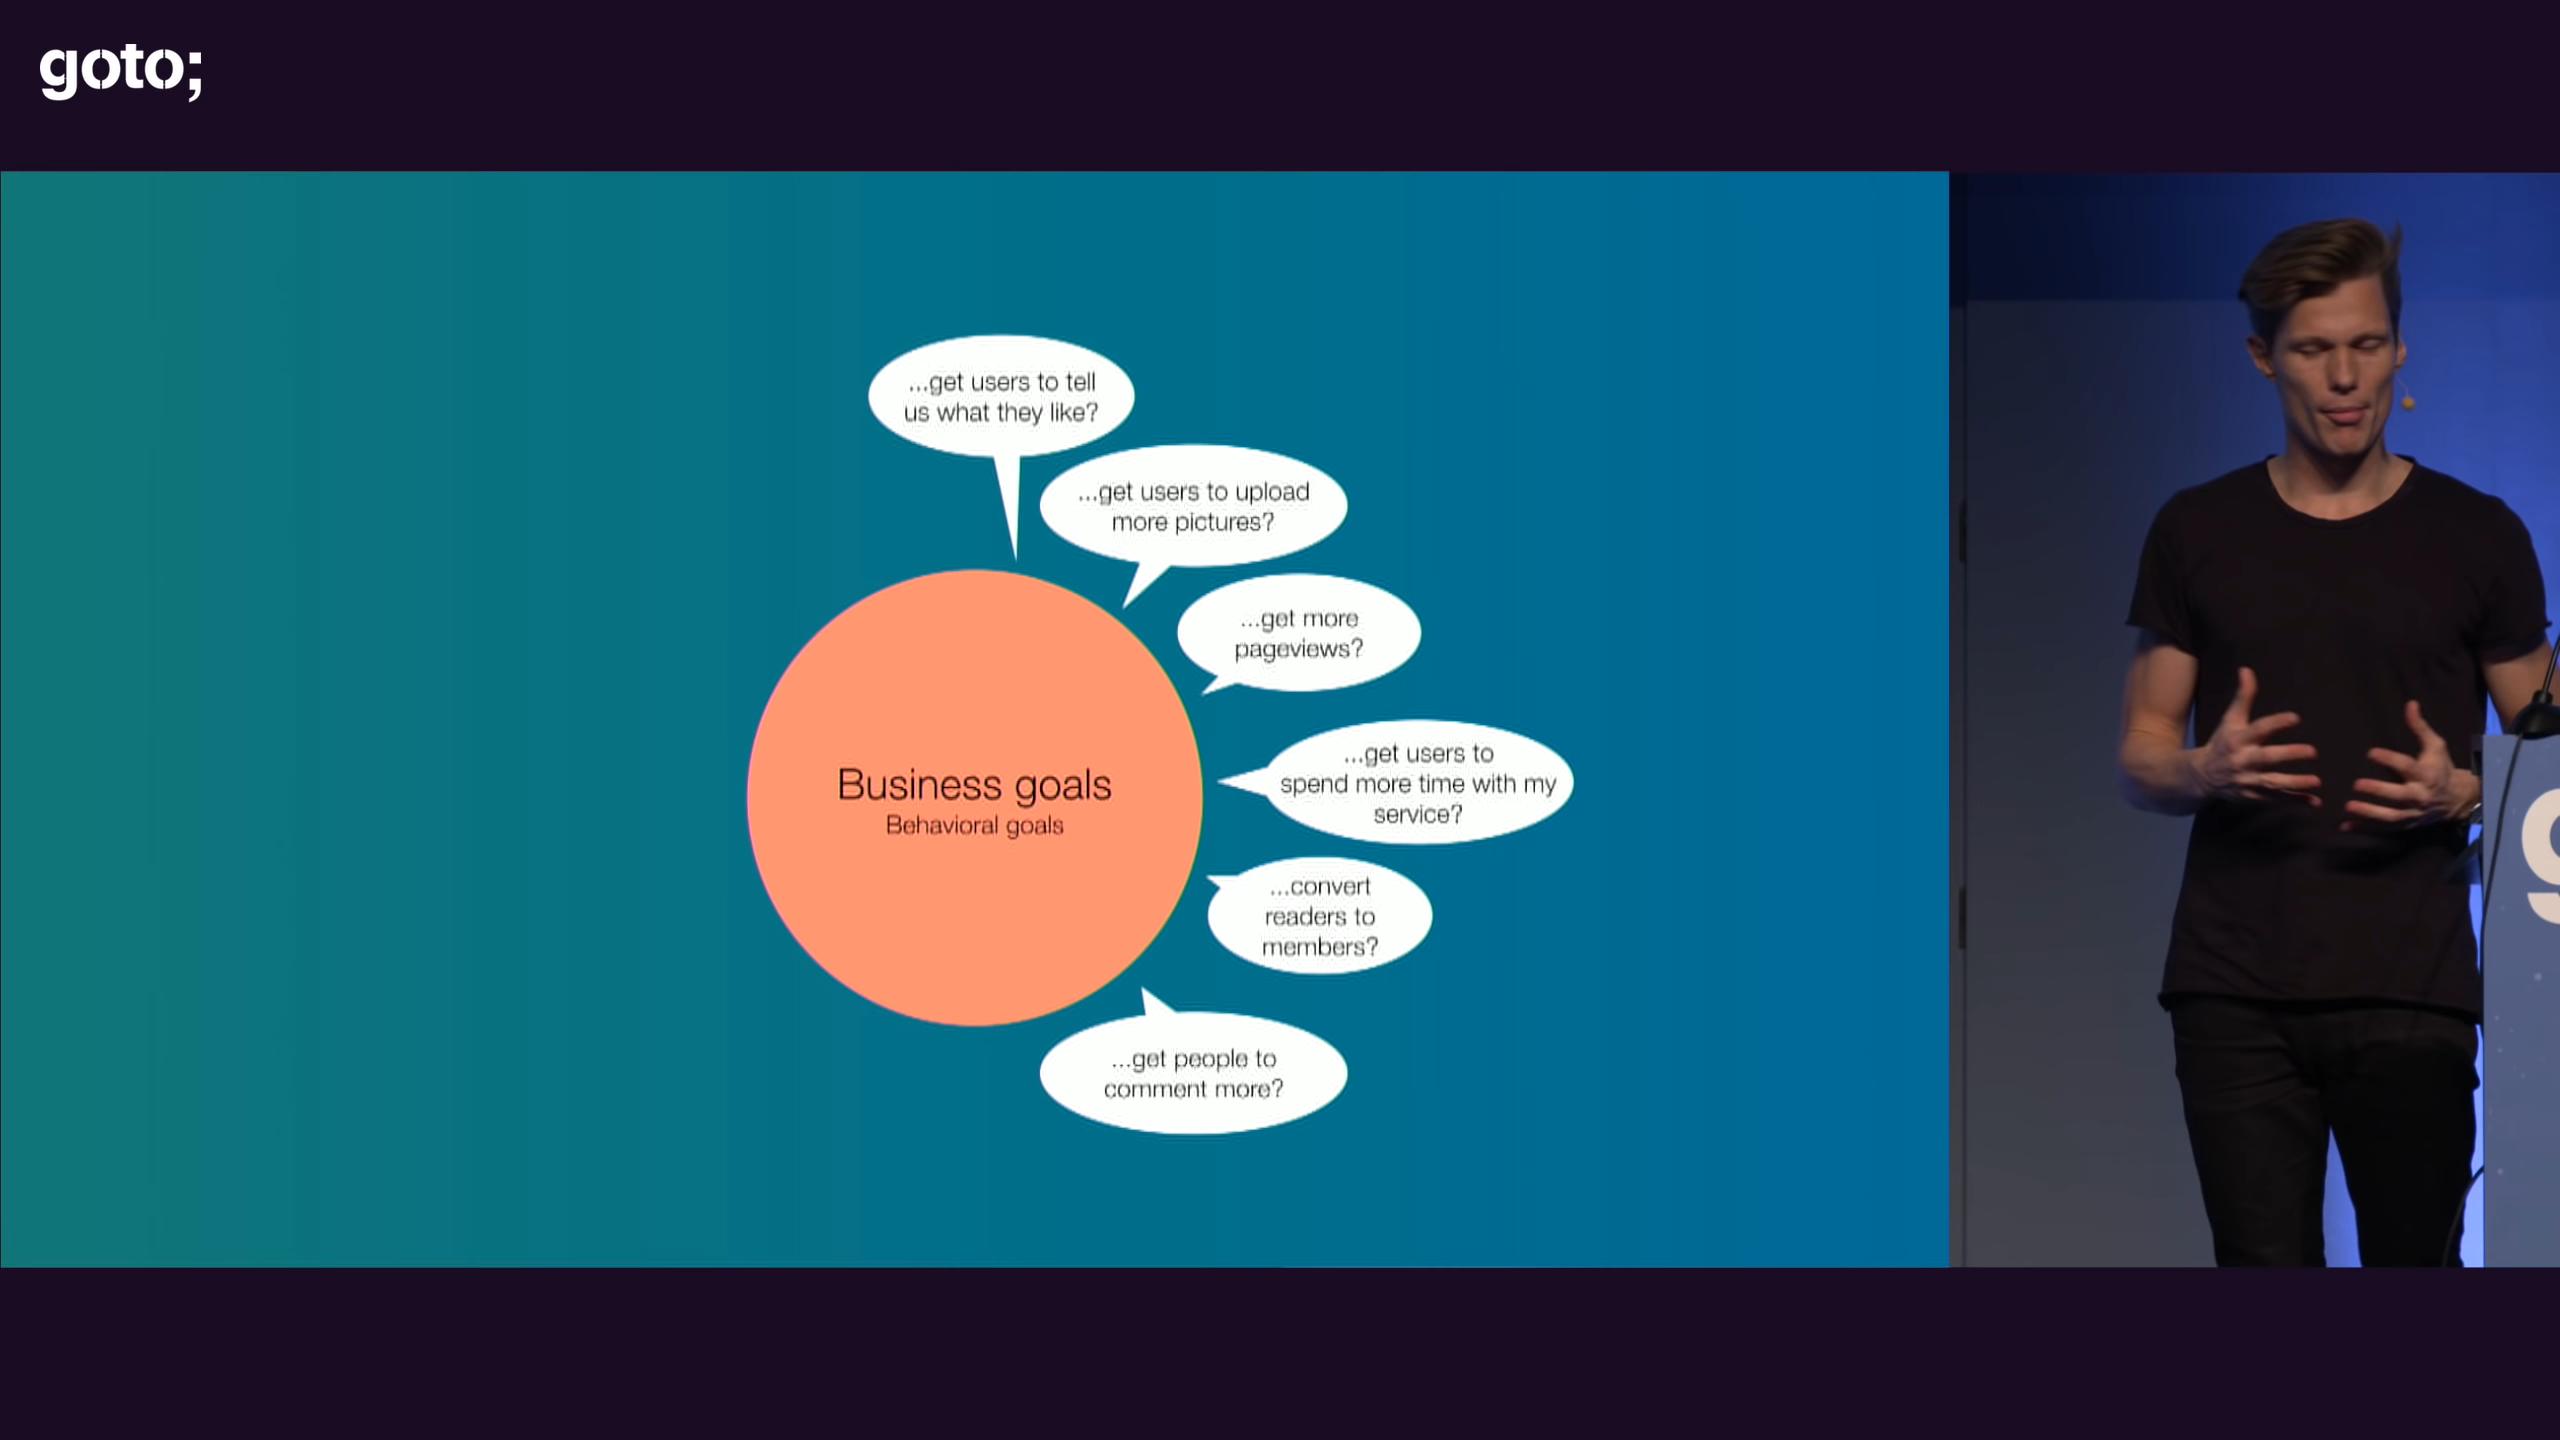 goto;
...get users to tell
us what they like?
...get users to upload
more pictures?
...get more
pageviews?
...get users to
spend more time with my
service?
Business goals
Behavioral goals
...convert
readers to
members?
...get people to
comment more?
g